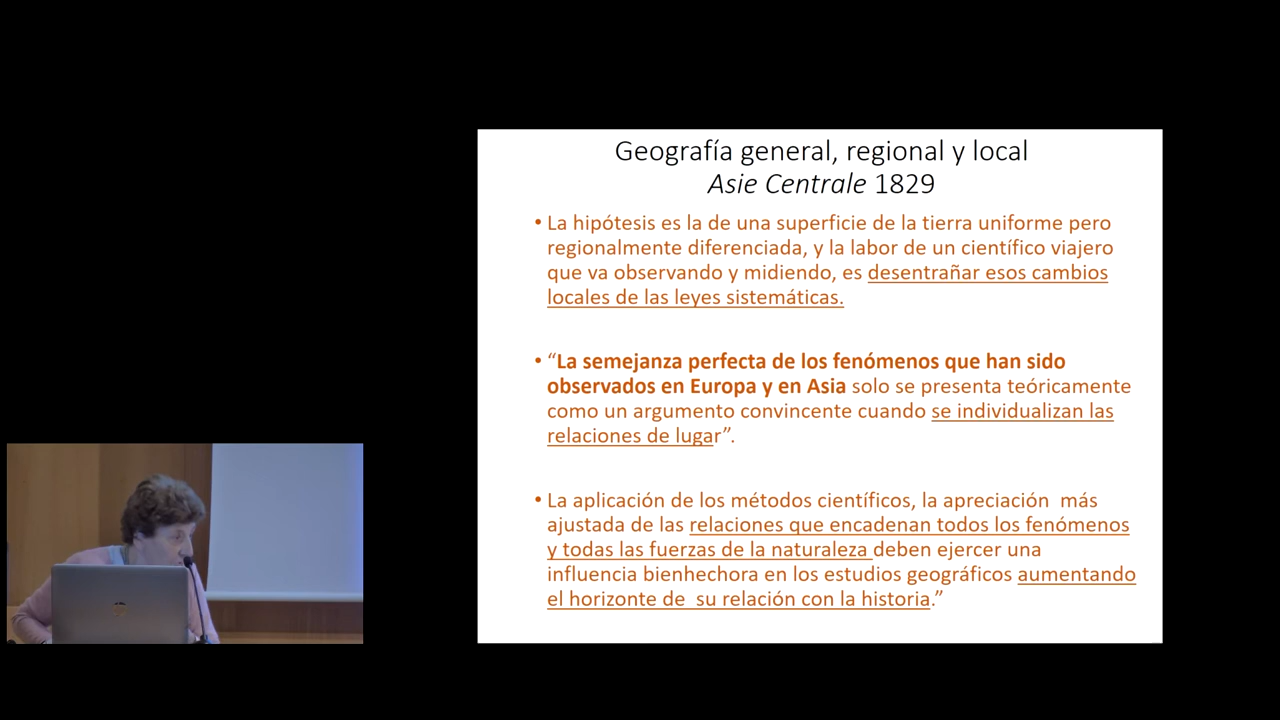 Geografía general, regional y local
Asie Centrale 1829
• La hipótesis es la de una superficie de la tierra uniforme pero
regionalmente diferenciada, y la labor de un científico viajero
que va observando y midiendo, es desentrañar esos cambios
locales de las leyes sistemáticas.
• “La semejanza perfecta de los fenómenos que han sido
observados en Europa y en Asia solo se presenta teóricamente
como un argumento convincente cuando se individualizan las
relaciones de lugar”.
• La aplicación de los métodos científicos, la apreciación más
ajustada de las relaciones que encadenan todos los fenómenos
y todas las fuerzas de la naturaleza deben ejercer una
influencia bienhechora en los estudios geográficos aumentando
el horizonte de su relación con la historia.”